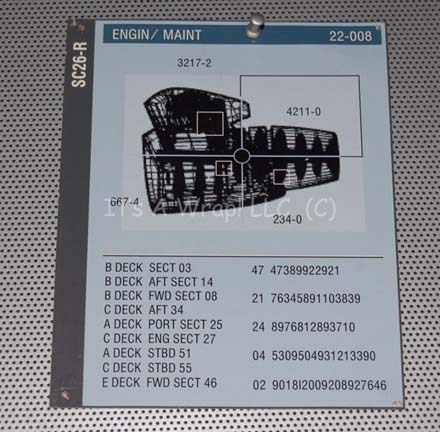 SC26-R
ENGIN/ MAINT 22-008
3217-2
4211-0
667-4
It's A Wrap! LLC. (C)
234-0
B DECK SECT 03 47 47389922921
B DECK AFT SECT 14
B DECK FWD SECT 08 21 76345891103839
C DECK AFT 34
A DECK PORT SECT 25 24 8976812893710
C DECK ENG SECT 27
A DECK STBD 51 04 5309504931213390
C DECK STBD 55
E DECK FWD SECT 46 02 9018I2009208927646